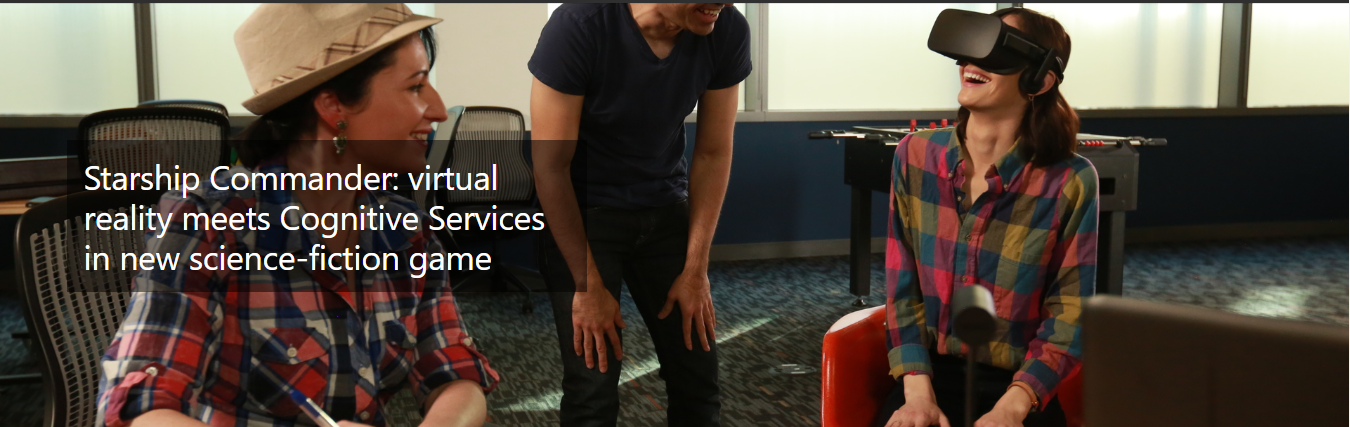 Starship Commander: virtual
reality meets Cognitive Services
in new science-fiction game